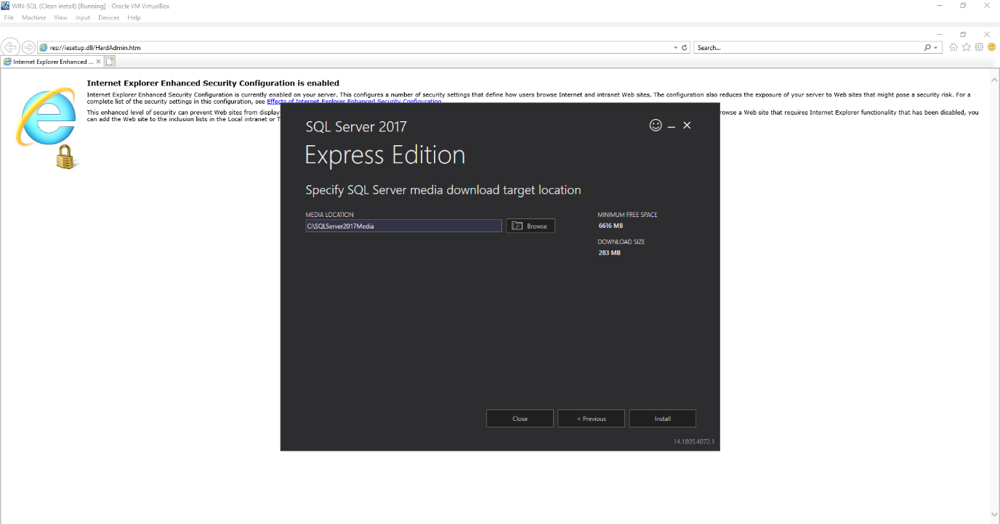 WIN-SQL (Clean install) [Running] - Oracle VM VirtualBox
File Machine View Input Devices Help
res://iesetup.dll/HardAdmin.htm
Search...
Internet Explorer Enhanced ...
Internet Explorer Enhanced Security Configuration is enabled
Internet Explorer Enhanced Security Configuration is currently enabled on your server. This configures a number of security settings that define how users browse Internet and intranet Web sites. The configuration also reduces the exposure of your server to Web sites that might pose a security risk. For a
complete list of the security settings in this configuration, see Effects of Internet Explorer Enhanced Security Configuration.
This enhanced level of security can prevent Web sites from display
rowse a Web site that requires Internet Explorer functionality that has been disabled, you
can add the Web site to the inclusion lists in the Local intranet or T
SQL Server 2017
Express Edition
Specify SQL Server media download target location
MEDIA LOCATION
C:\SQLServer2017Media
Browse
MINIMUM FREE SPACE
6616 MB
DOWNLOAD SIZE
283 MB
Close
< Previous
Install
14.1805.4072.1